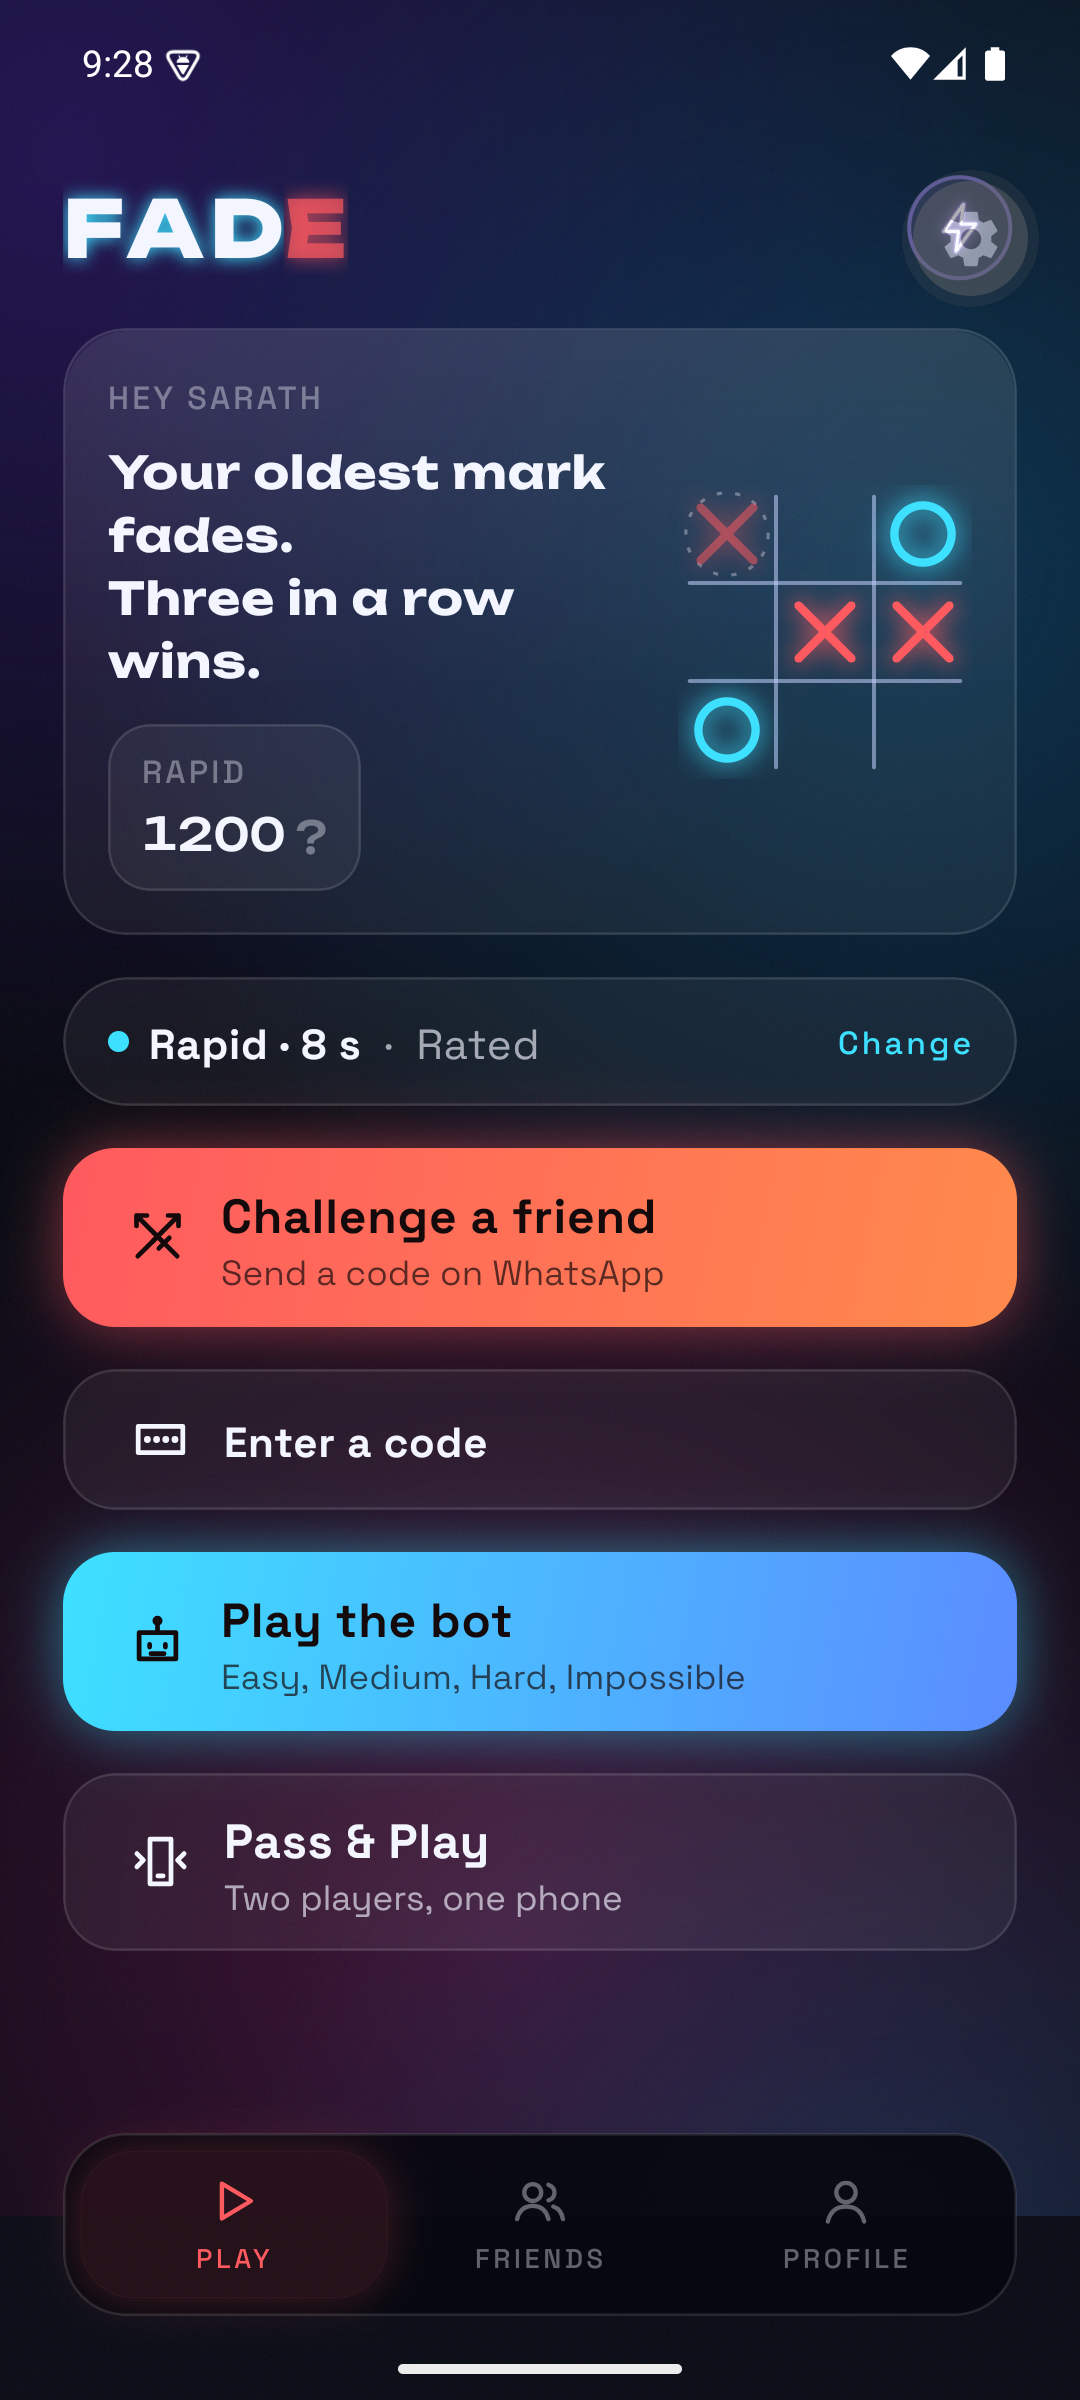 9:28
FADE
HEY SARATH
Your oldest mark
fades.
Three in a row
wins.
RAPID
1200 ?
Rapid · 8 s · Rated
Change
Challenge a friend
Send a code on WhatsApp
Enter a code
Play the bot
Easy, Medium, Hard, Impossible
Pass & Play
Two players, one phone
PLAY
FRIENDS
PROFILE